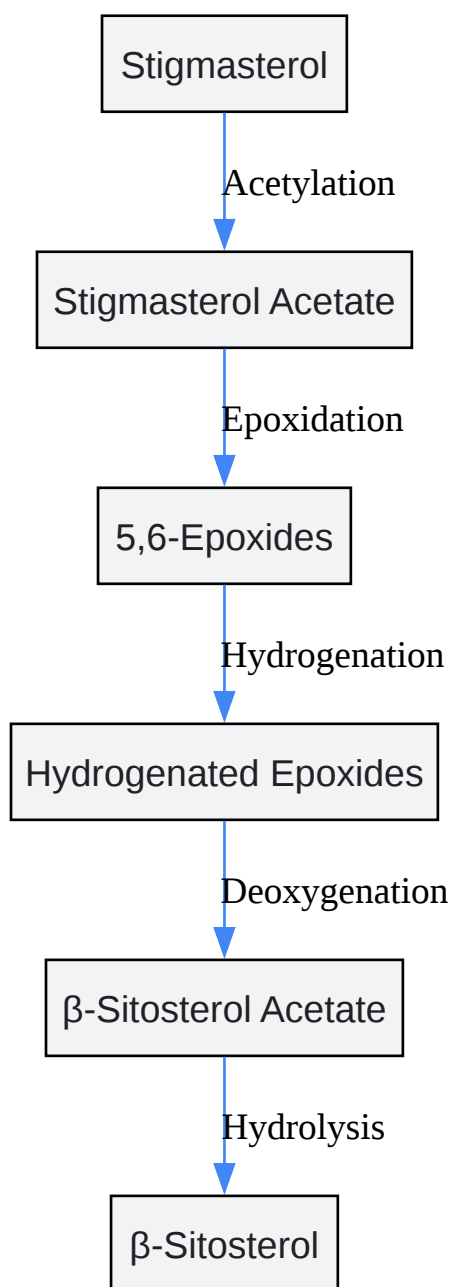 Stigmasterol
Acetylation
Stigmasterol Acetate
Epoxidation
5,6-Epoxides
Hydrogenation
Hydrogenated Epoxides
Deoxygenation
β-Sitosterol Acetate
Hydrolysis
β-Sitosterol